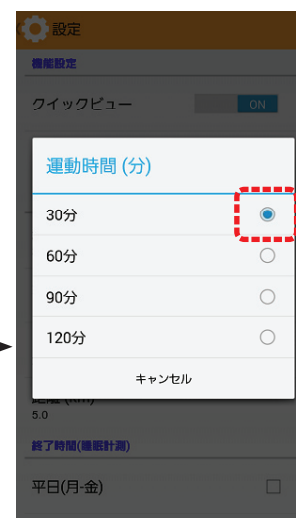 設定
機能設定
クイックビュー
ON
運動時間 (分)
30分
60分
90分
120分
キャンセル
5.0
終了時間(睡眠計測)
平日(月-金)